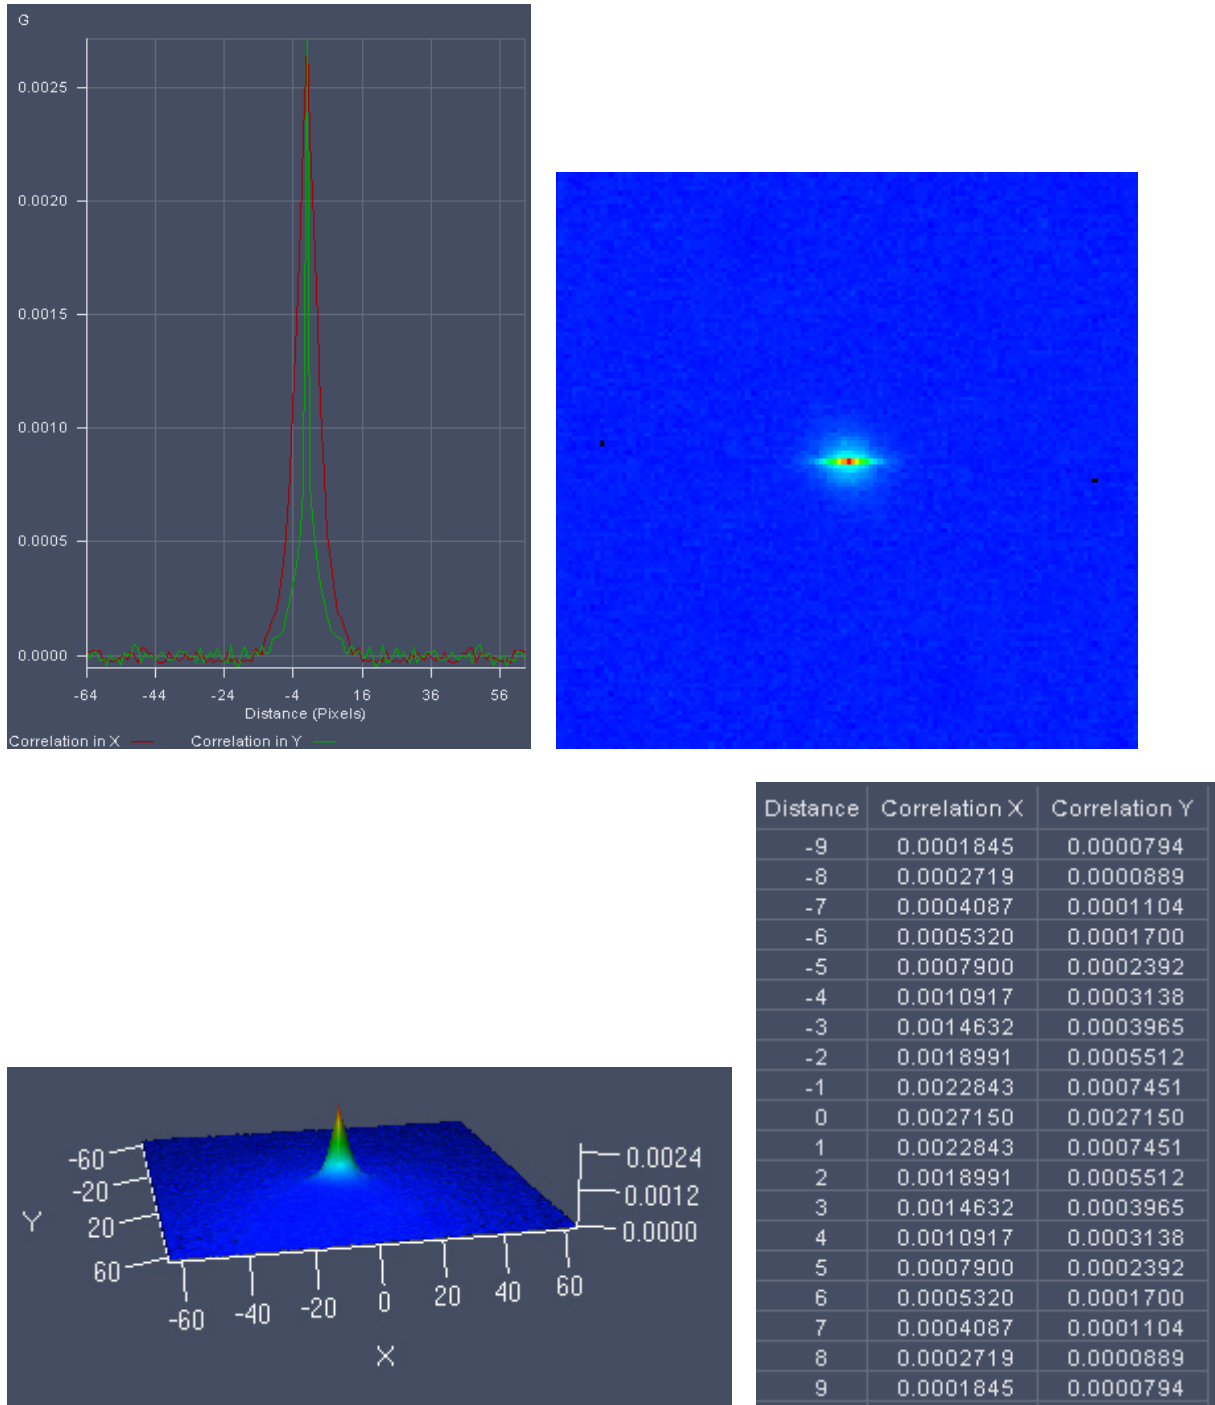 G
0.0025
0.0020
0.0015
0.0010
0.0005
0.0000
-64 -44 -24 -4 16 36 56
Distance (Pixels)
Correlation in X Correlation in Y
-60
-20
20
60
Y
-60 -40 -20 0 20 40 60
X
0.0024
0.0012
0.0000
Distance Correlation X Correlation Y
-9 0.0001845 0.0000794
-8 0.0002719 0.0000889
-7 0.0004087 0.0001104
-6 0.0005320 0.0001700
-5 0.0007900 0.0002392
-4 0.0010917 0.0003138
-3 0.0014632 0.0003965
-2 0.0018991 0.0005512
-1 0.0022843 0.0007451
0 0.0027150 0.0027150
1 0.0022843 0.0007451
2 0.0018991 0.0005512
3 0.0014632 0.0003965
4 0.0010917 0.0003138
5 0.0007900 0.0002392
6 0.0005320 0.0001700
7 0.0004087 0.0001104
8 0.0002719 0.0000889
9 0.0001845 0.0000794